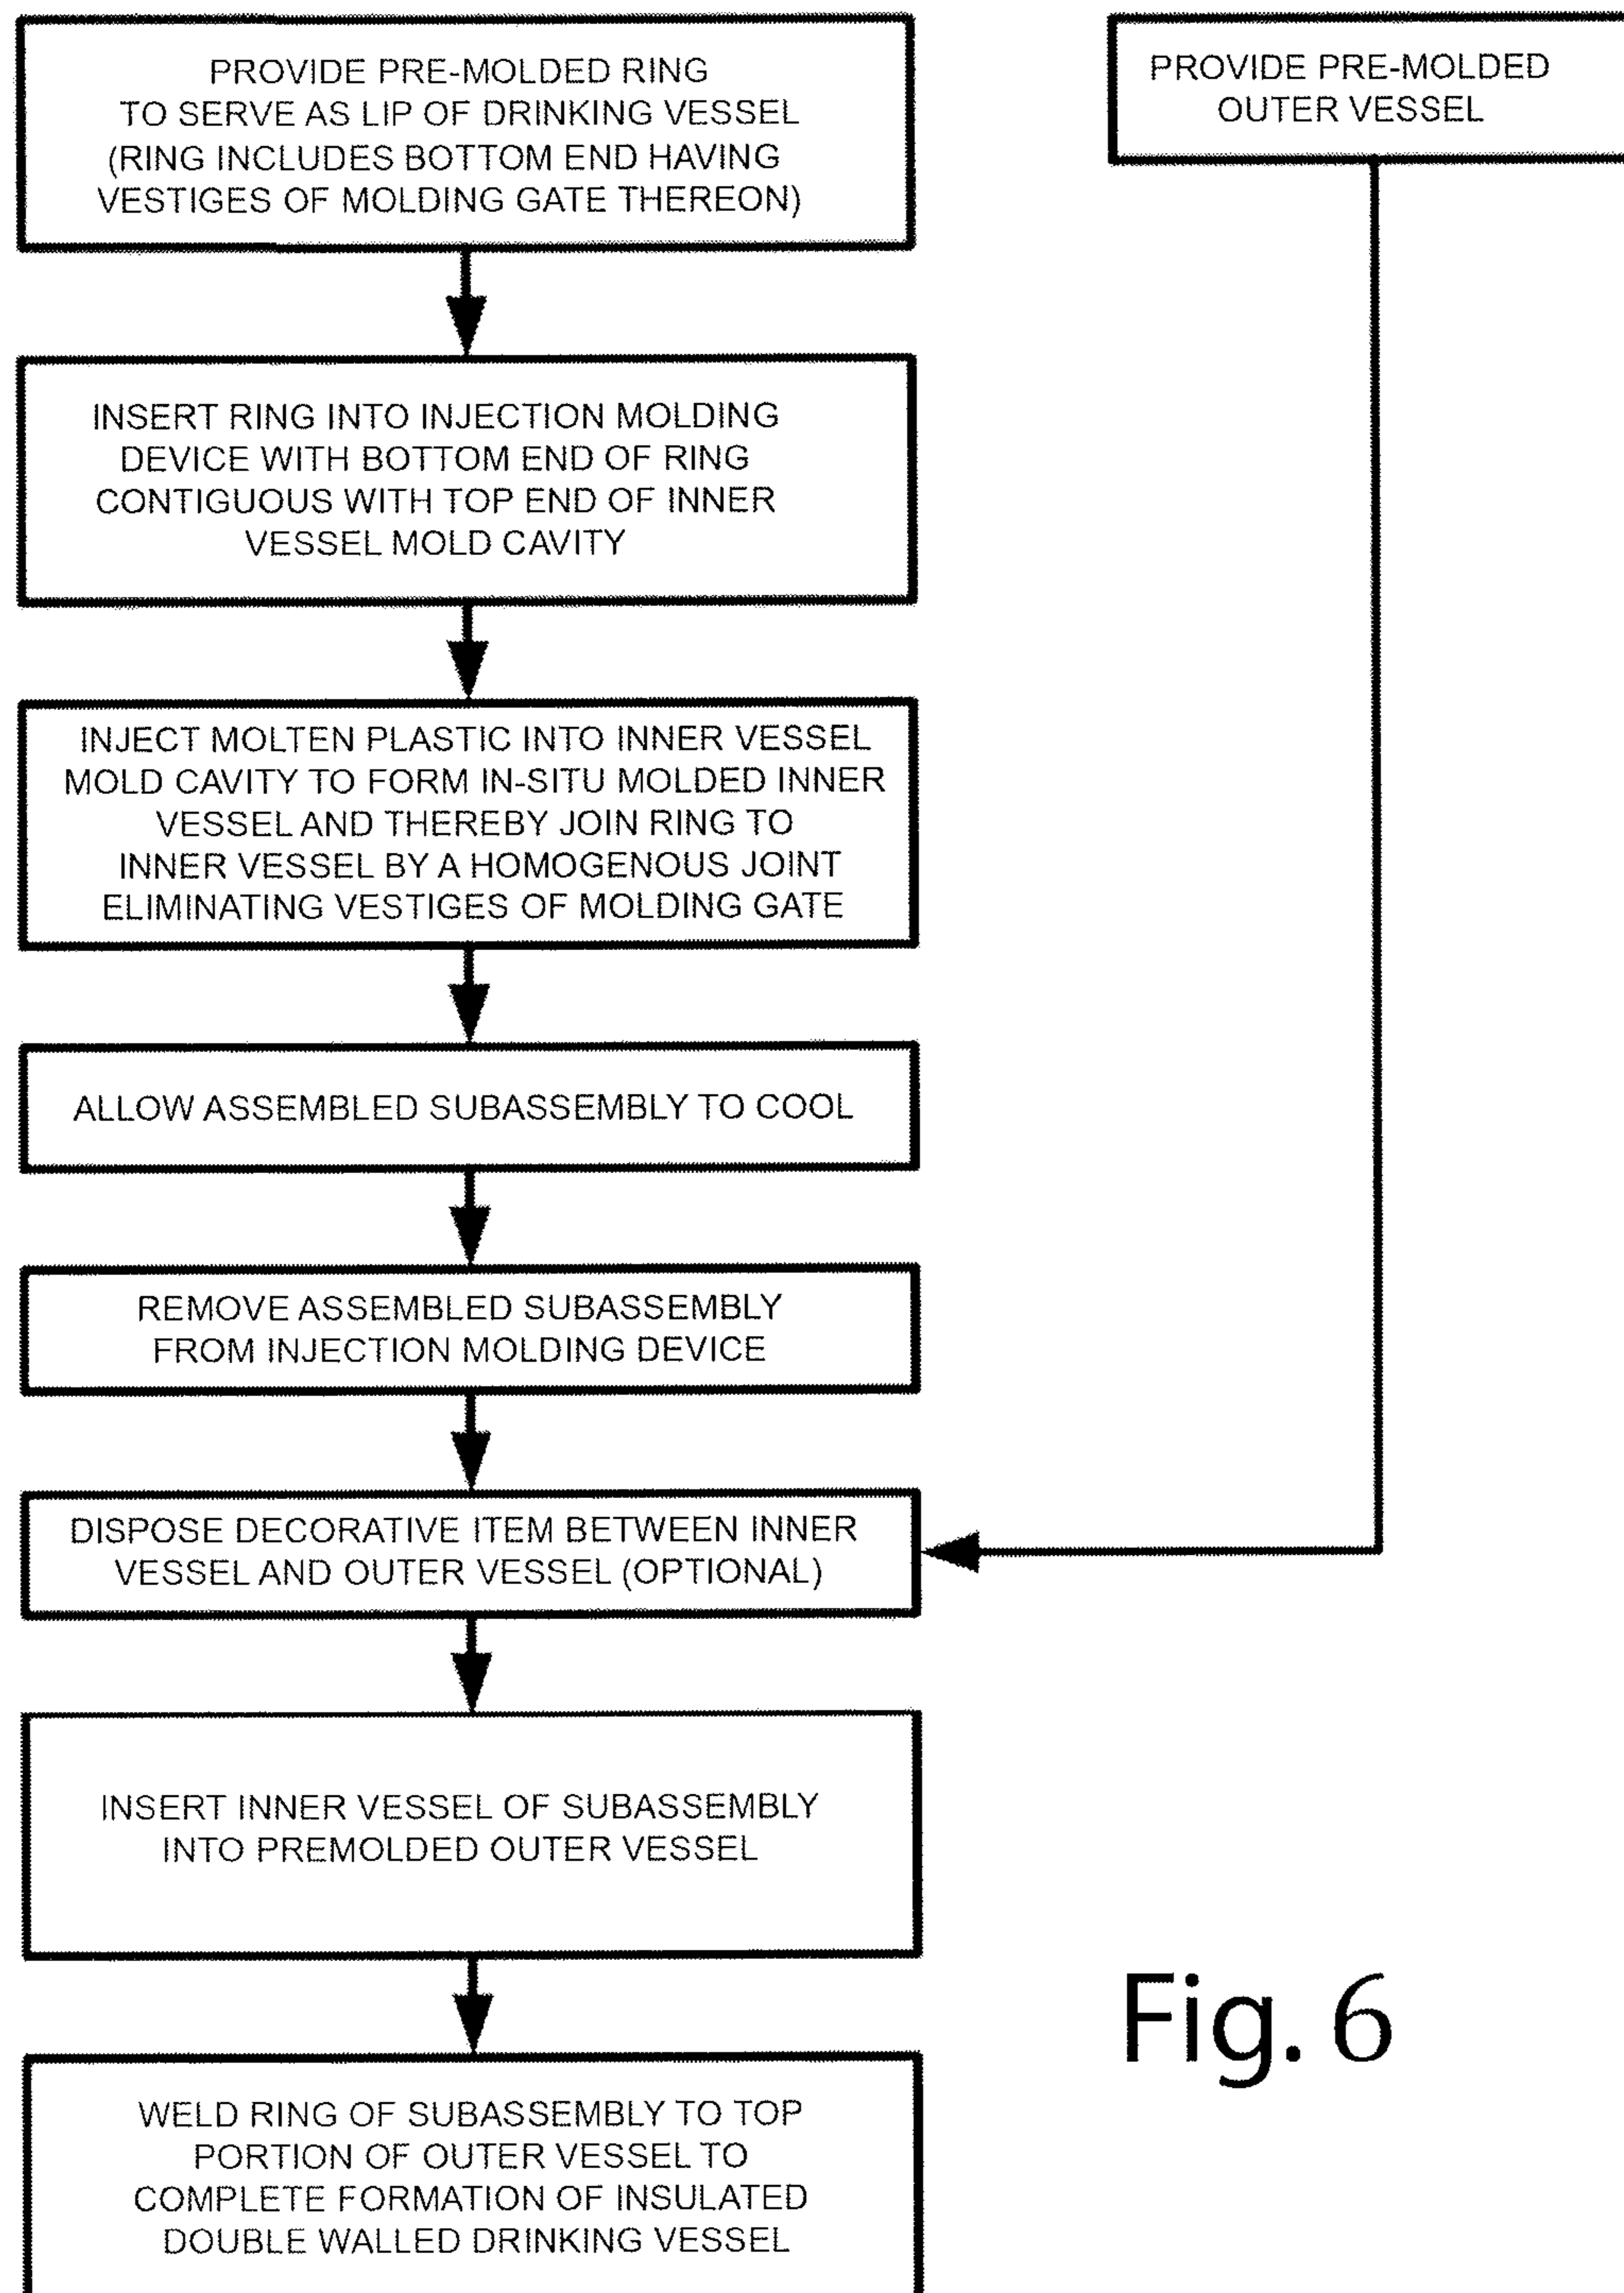 PROVIDE PRE-MOLDED RING
TO SERVE AS LIP OF DRINKING VESSEL
(RING INCLUDES BOTTOM END HAVING
VESTIGES OF MOLDING GATE THEREON)
PROVIDE PRE-MOLDED
OUTER VESSEL
INSERT RING INTO INJECTION MOLDING
DEVICE WITH BOTTOM END OF RING
CONTIGUOUS WITH TOP END OF INNER
VESSEL MOLD CAVITY
INJECT MOLTEN PLASTIC INTO INNER VESSEL
MOLD CAVITY TO FORM IN-SITU MOLDED INNER
VESSEL AND THEREBY JOIN RING TO
INNER VESSEL BY A HOMOGENOUS JOINT
ELIMINATING VESTIGES OF MOLDING GATE
ALLOW ASSEMBLED SUBASSEMBLY TO COOL
REMOVE ASSEMBLED SUBASSEMBLY
FROM INJECTION MOLDING DEVICE
DISPOSE DECORATIVE ITEM BETWEEN INNER
VESSEL AND OUTER VESSEL (OPTIONAL)
INSERT INNER VESSEL OF SUBASSEMBLY
INTO PREMOLDED OUTER VESSEL
WELD RING OF SUBASSEMBLY TO TOP
PORTION OF OUTER VESSEL TO
COMPLETE FORMATION OF INSULATED
DOUBLE WALLED DRINKING VESSEL
Fig. 6